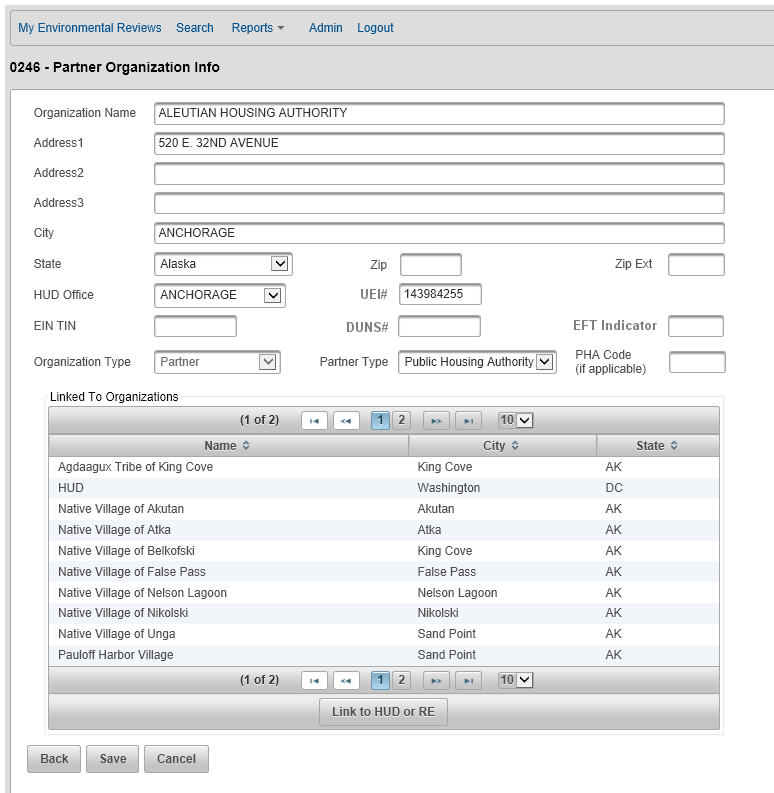 My Environmental Reviews Search Reports Admin Logout
0246 - Partner Organization Info
Organization Name ALEUTIAN HOUSING AUTHORITY
Address1 520 E. 32ND AVENUE
Address2
Address3
City ANCHORAGE
State Alaska Zip Zip Ext
HUD Office ANCHORAGE UEI# 143984255
EIN TIN DUNS# EFT Indicator
Organization Type Partner Partner Type Public Housing Authority PHA Code
(if applicable)
Linked To Organizations
(1 of 2) 1 2 10
Name City State
Agdaagux Tribe of King Cove King Cove AK
HUD Washington DC
Native Village of Akutan Akutan AK
Native Village of Atka Atka AK
Native Village of Belkofski King Cove AK
Native Village of False Pass False Pass AK
Native Village of Nelson Lagoon Nelson Lagoon AK
Native Village of Nikolski Nikolski AK
Native Village of Unga Sand Point AK
Pauloff Harbor Village Sand Point AK
(1 of 2) 1 2 10
Link to HUD or RE
Back Save Cancel